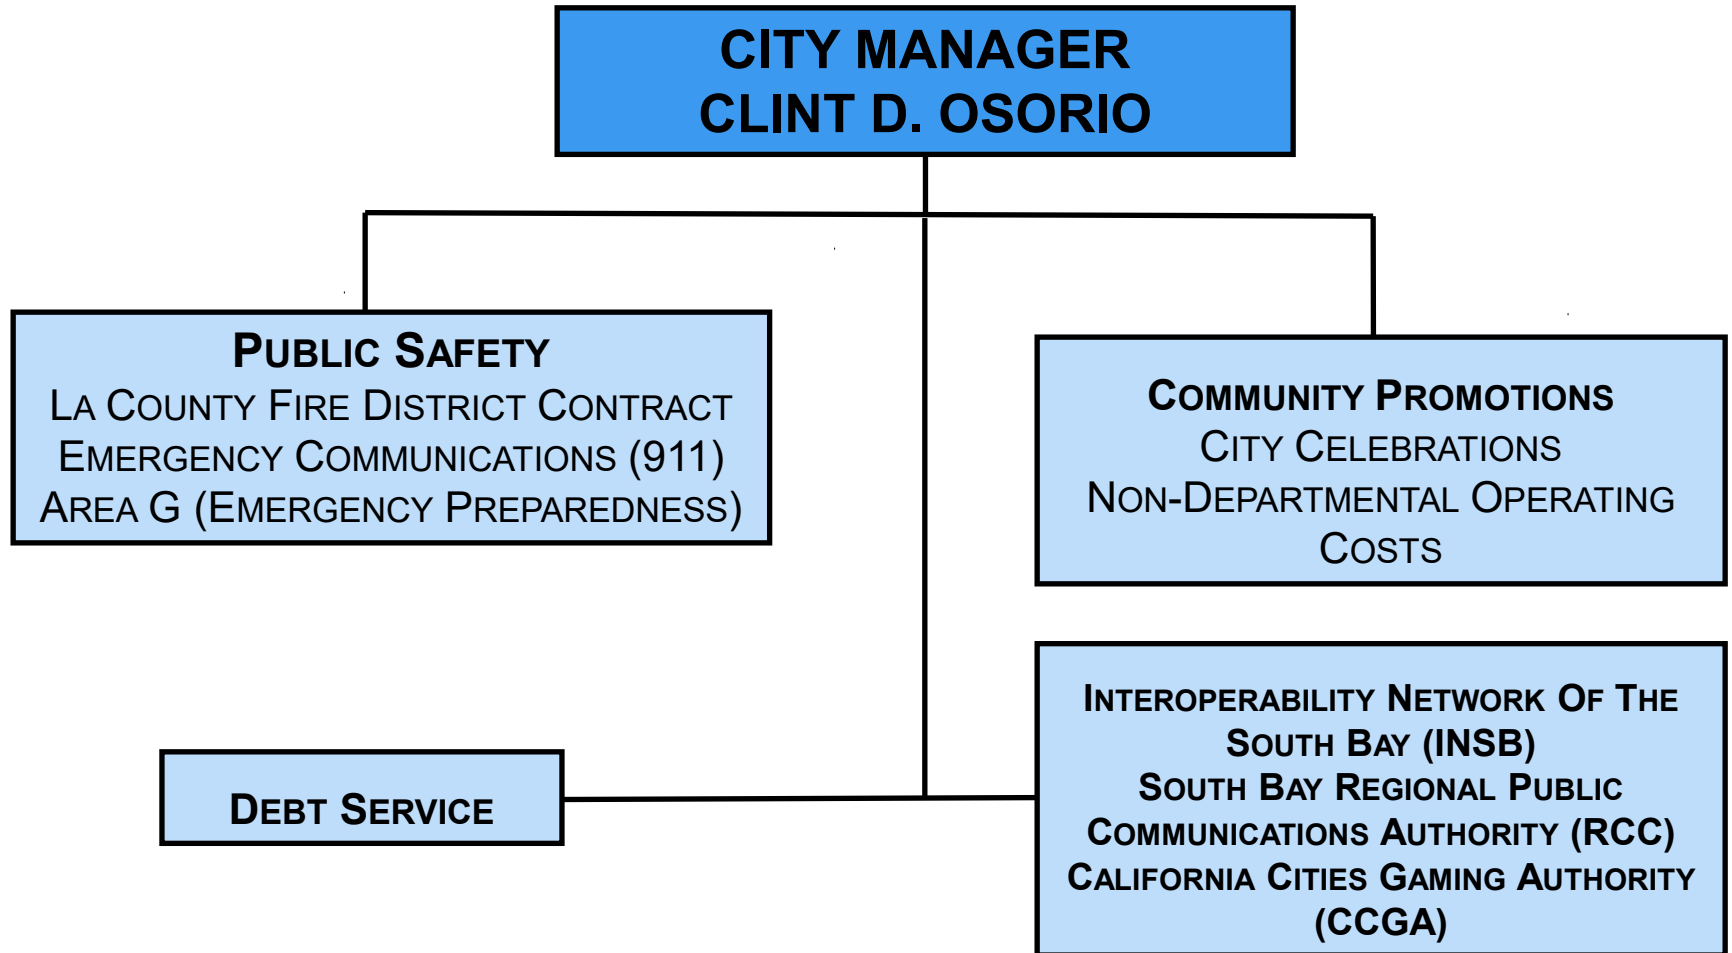 CITY MANAGER
CLINT D. OSORIO
PUBLIC SAFETY
LA COUNTY FIRE DISTRICT CONTRACT
EMERGENCY COMMUNICATIONS (911)
AREA G (EMERGENCY PREPAREDNESS)
COMMUNITY PROMOTIONS
CITY CELEBRATIONS
NON-DEPARTMENTAL OPERATING
COSTS
DEBT SERVICE
INTEROPERABILITY NETWORK OF THE
SOUTH BAY (INSB)
SOUTH BAY REGIONAL PUBLIC
COMMUNICATIONS AUTHORITY (RCC)
CALIFORNIA CITIES GAMING AUTHORITY
(CCGA)